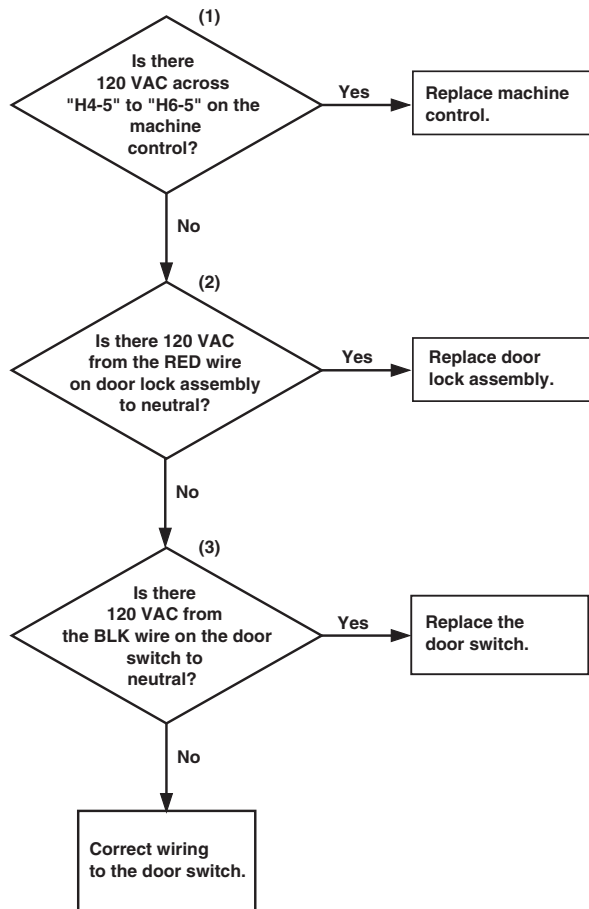 (1)
Is there
120 VAC across
"H4-5" to "H6-5" on the
machine
control?
Yes
Replace machine
control.
No
(2)
Is there 120 VAC
from the RED wire
on door lock assembly
to neutral?
Yes
Replace door
lock assembly.
No
(3)
Is there
120 VAC from
the BLK wire on the door
switch to
neutral?
Yes
Replace the
door switch.
No
Correct wiring
to the door switch.